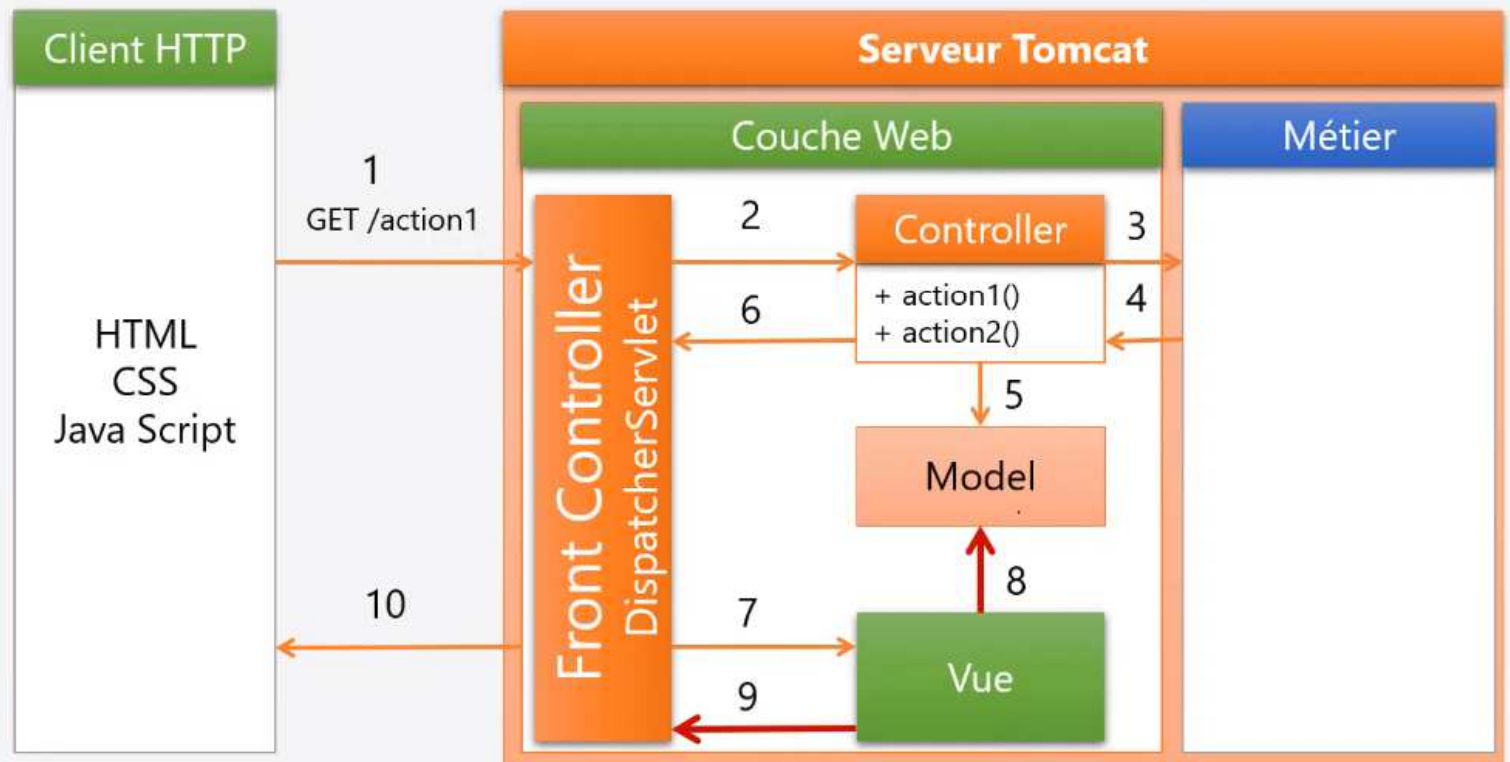 Client HTTP
Serveur Tomcat
Couche Web
Métier
1
GET /action1
2
Controller
3
+ action1()
+ action2()
4
6
5
HTML
CSS
Java Script
Front Controller
DispatcherServlet
Model
8
10
7
Vue
9